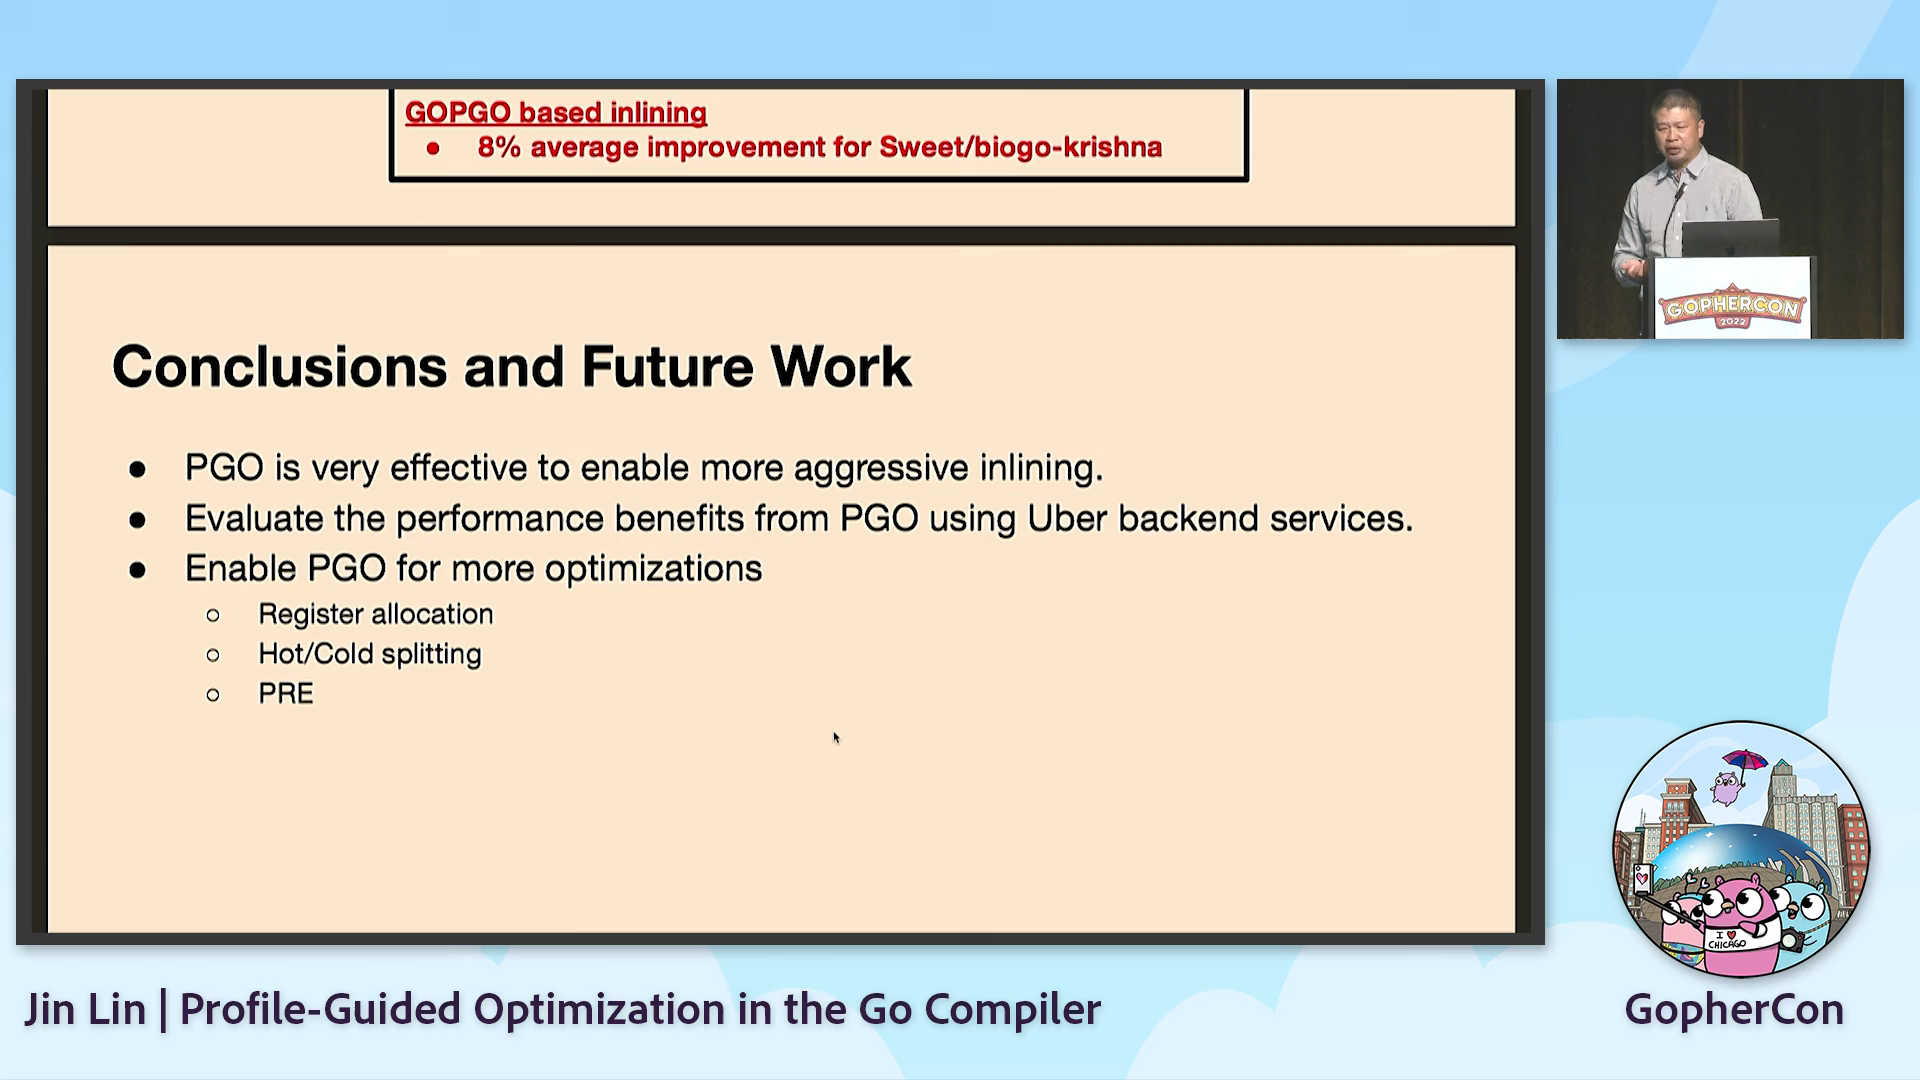 GOPGO based inlining
● 8% average improvement for Sweet/biogo-krishna
Conclusions and Future Work
● PGO is very effective to enable more aggressive inlining.
● Evaluate the performance benefits from PGO using Uber backend services.
● Enable PGO for more optimizations
○ Register allocation
○ Hot/Cold splitting
○ PRE
GOPHERCON
2022
I ♥
CHICAGO
Jin Lin | Profile-Guided Optimization in the Go Compiler
GopherCon